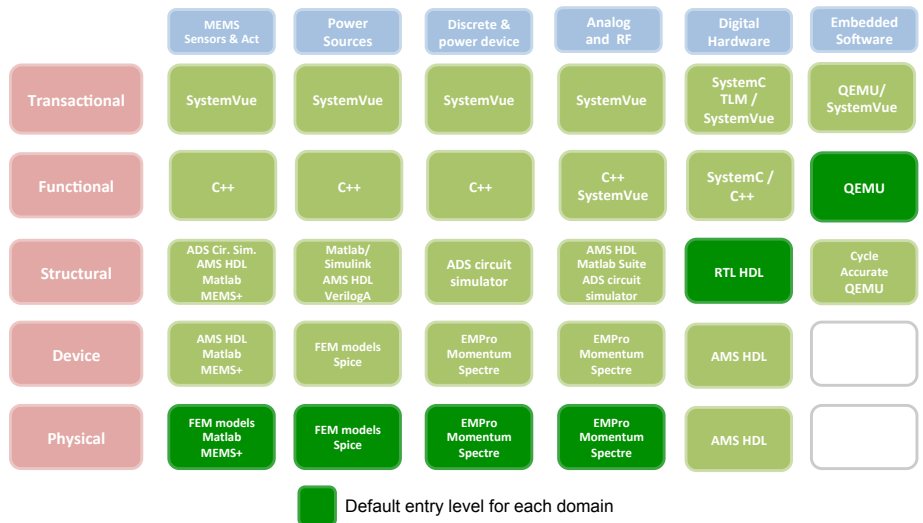 MEMS
Sensors & Act
Power
Sources
Discrete &
power device
Analog
and RF
Digital
Hardware
Embedded
Software
Transactional
SystemVue
SystemVue
SystemVue
SystemVue
SystemC
TLM /
SystemVue
QEMU/
SystemVue
Functional
C++
C++
C++
C++
SystemVue
SystemC /
C++
QEMU
Structural
ADS Cir. Sim.
AMS HDL
Matlab
MEMS+
Matlab/
Simulink
AMS HDL
VerilogA
ADS circuit
simulator
AMS HDL
Matlab Suite
ADS circuit
simulator
RTL HDL
Cycle
Accurate
QEMU
Device
AMS HDL
Matlab
MEMS+
FEM models
Spice
EMPro
Momentum
Spectre
EMPro
Momentum
Spectre
AMS HDL
Physical
FEM models
Matlab
MEMS+
FEM models
Spice
EMPro
Momentum
Spectre
EMPro
Momentum
Spectre
AMS HDL
Default entry level for each domain